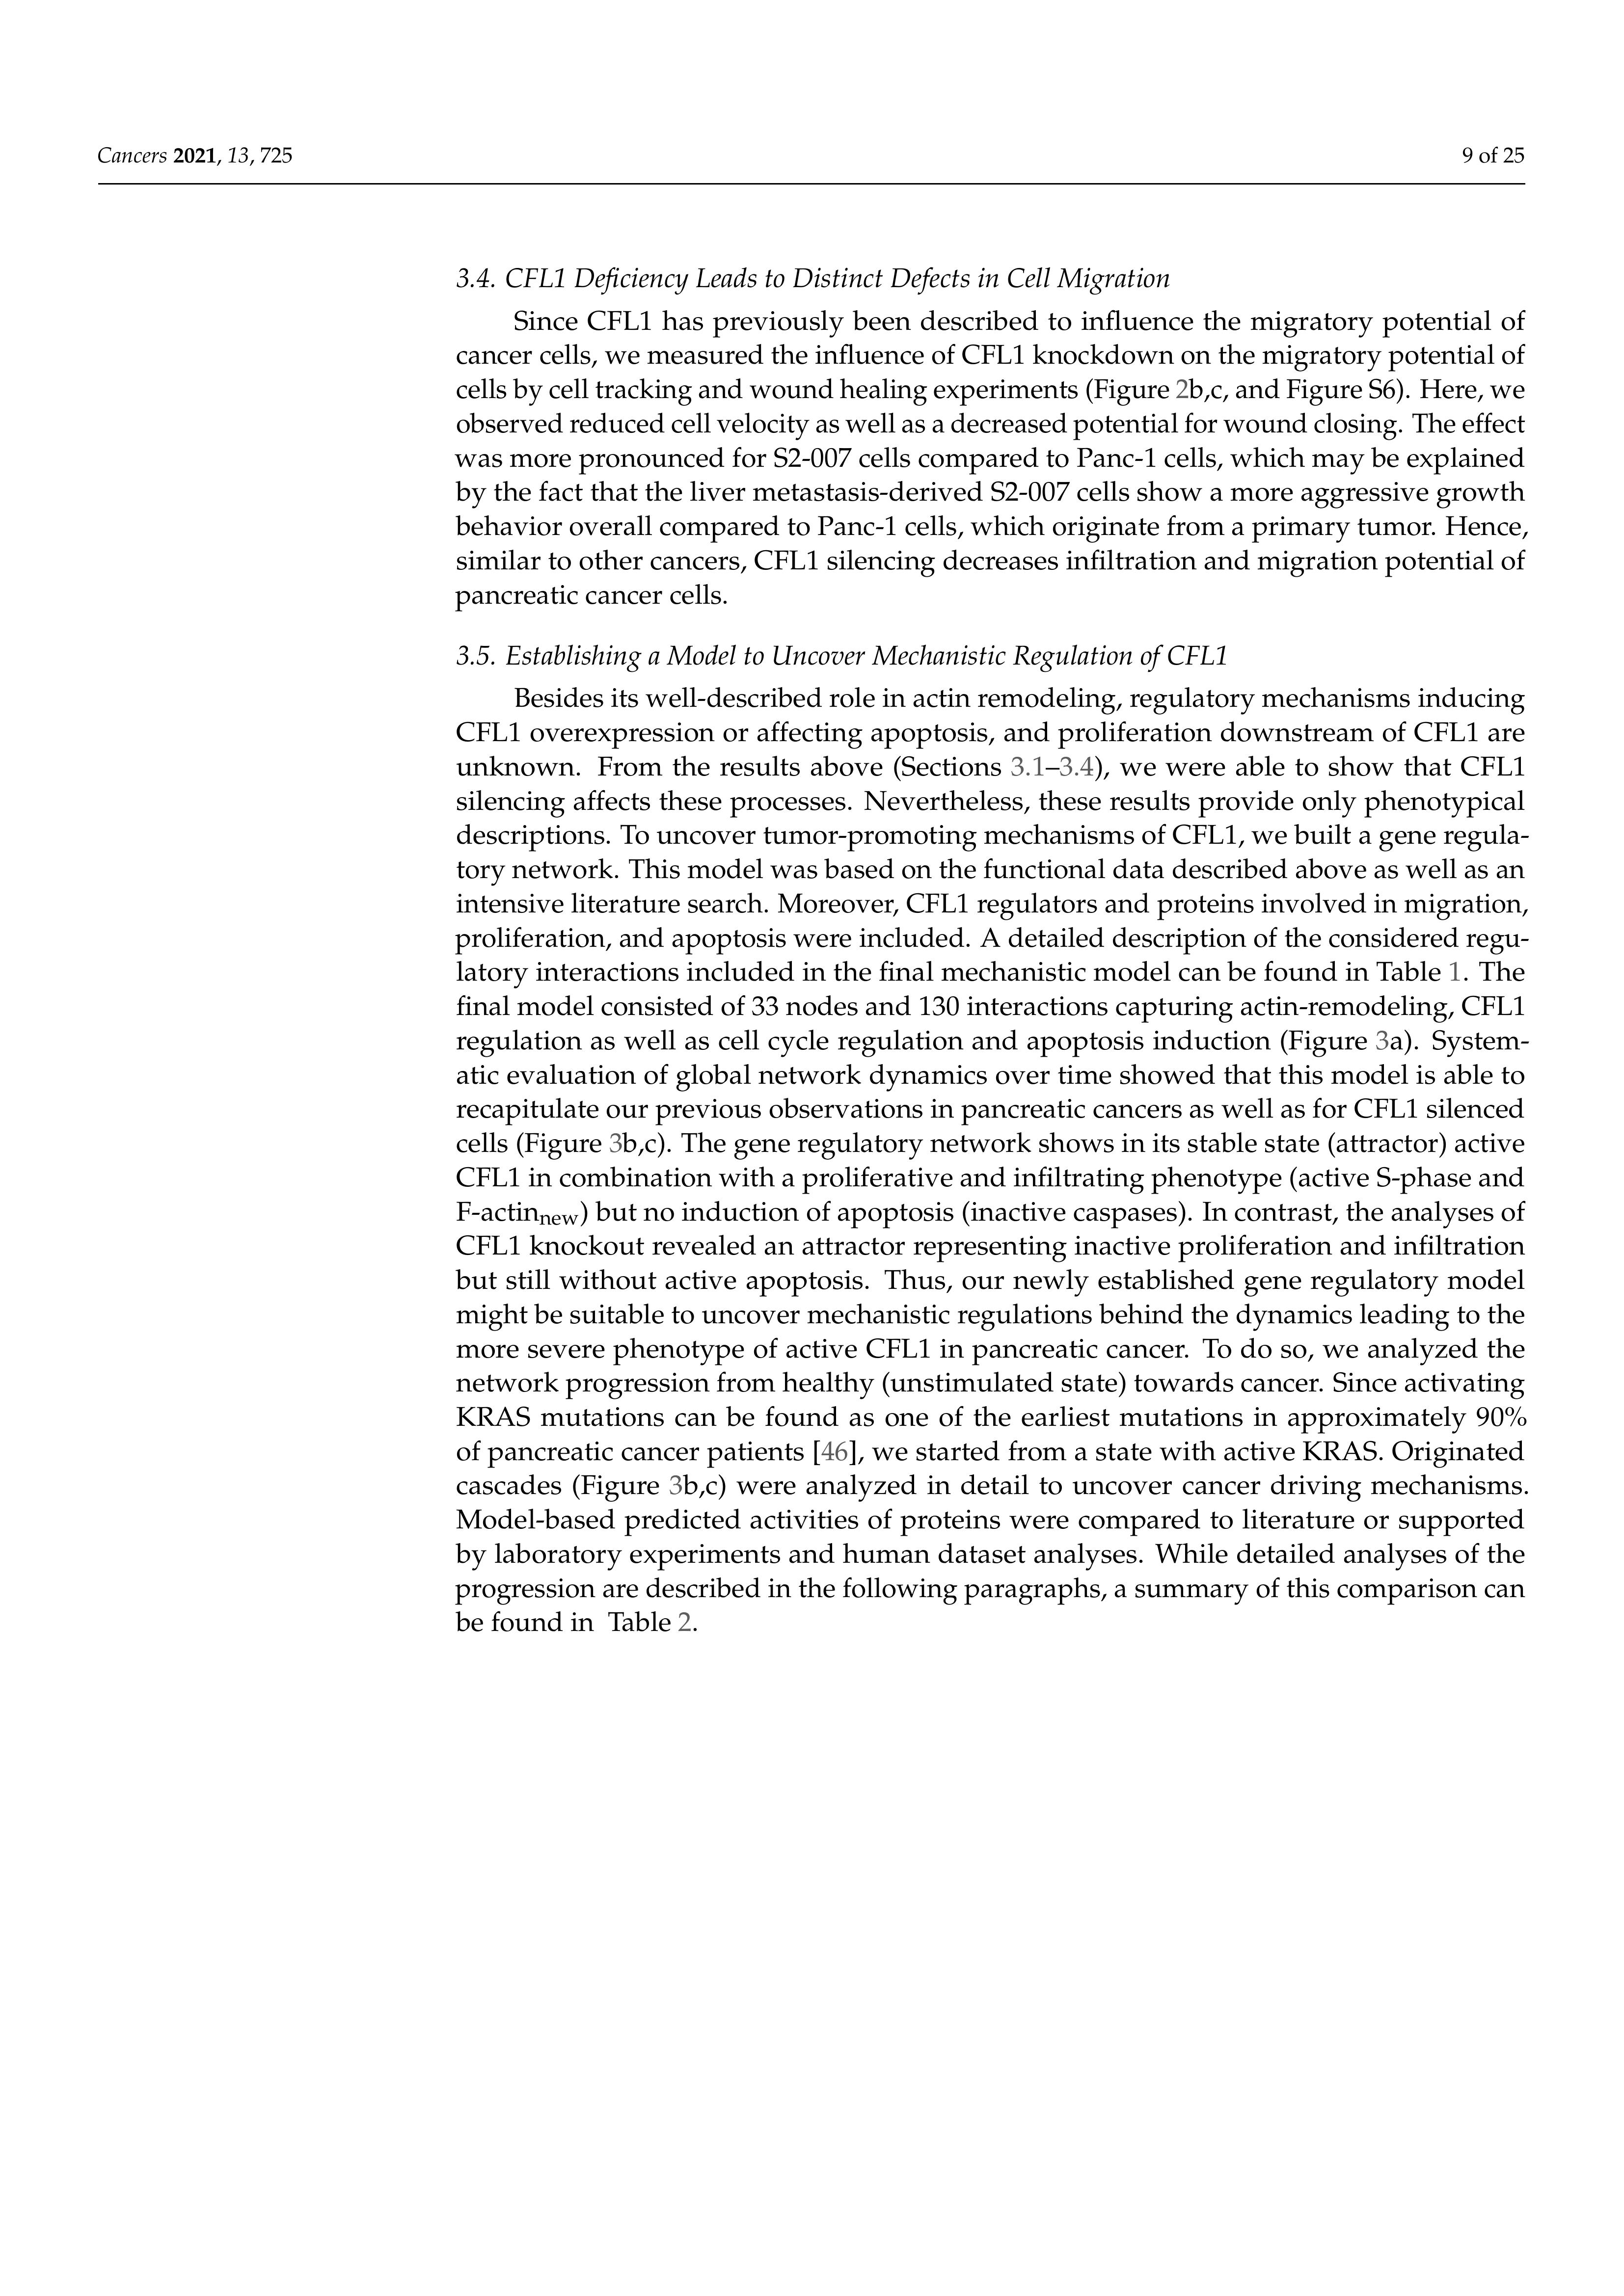 Cancers 2021, 13, 725
9 of 25
3.4. CFL1 Deficiency Leads to Distinct Defects in Cell Migration
Since CFL1 has previously been described to influence the migratory potential of
cancer cells, we measured the influence of CFL1 knockdown on the migratory potential of
cells by cell tracking and wound healing experiments (Figure 2b,c, and Figure S6). Here, we
observed reduced cell velocity as well as a decreased potential for wound closing. The effect
was more pronounced for S2-007 cells compared to Panc-1 cells, which may be explained
by the fact that the liver metastasis-derived S2-007 cells show a more aggressive growth
behavior overall compared to Panc-1 cells, which originate from a primary tumor. Hence,
similar to other cancers, CFL1 silencing decreases infiltration and migration potential of
pancreatic cancer cells.
3.5. Establishing a Model to Uncover Mechanistic Regulation of CFL1
Besides its well-described role in actin remodeling, regulatory mechanisms inducing
CFL1 overexpression or affecting apoptosis, and proliferation downstream of CFL1 are
unknown. From the results above (Sections 3.1–3.4), we were able to show that CFL1
silencing affects these processes. Nevertheless, these results provide only phenotypical
descriptions. To uncover tumor-promoting mechanisms of CFL1, we built a gene regula-
tory network. This model was based on the functional data described above as well as an
intensive literature search. Moreover, CFL1 regulators and proteins involved in migration,
proliferation, and apoptosis were included. A detailed description of the considered regu-
latory interactions included in the final mechanistic model can be found in Table 1. The
final model consisted of 33 nodes and 130 interactions capturing actin-remodeling, CFL1
regulation as well as cell cycle regulation and apoptosis induction (Figure 3a). System-
atic evaluation of global network dynamics over time showed that this model is able to
recapitulate our previous observations in pancreatic cancers as well as for CFL1 silenced
cells (Figure 3b,c). The gene regulatory network shows in its stable state (attractor) active
CFL1 in combination with a proliferative and infiltrating phenotype (active S-phase and
F-actinnew) but no induction of apoptosis (inactive caspases). In contrast, the analyses of
CFL1 knockout revealed an attractor representing inactive proliferation and infiltration
but still without active apoptosis. Thus, our newly established gene regulatory model
might be suitable to uncover mechanistic regulations behind the dynamics leading to the
more severe phenotype of active CFL1 in pancreatic cancer. To do so, we analyzed the
network progression from healthy (unstimulated state) towards cancer. Since activating
KRAS mutations can be found as one of the earliest mutations in approximately 90%
of pancreatic cancer patients [46], we started from a state with active KRAS. Originated
cascades (Figure 3b,c) were analyzed in detail to uncover cancer driving mechanisms.
Model-based predicted activities of proteins were compared to literature or supported
by laboratory experiments and human dataset analyses. While detailed analyses of the
progression are described in the following paragraphs, a summary of this comparison can
be found in Table 2.